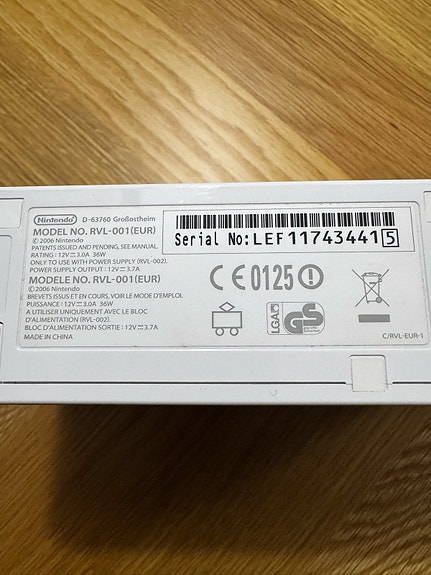 Nintendo D-63760 Großostheim
MODEL NO. RVL-001(EUR)
©2006 Nintendo
PATENTS ISSUED AND PENDING, SEE MANUAL.
RATING : 12V⎓3.0A 36W
ONLY TO USE WITH POWER SUPPLY (RVL-002).
POWER SUPPLY OUTPUT : 12V⎓3.7A
MODELE NO. RVL-001(EUR)
©2006 Nintendo
BREVETS ISSUS ET EN COURS, VOIR LE MODE D'EMPLOI.
PUISSANCE : 12V⎓3.0A 36W
A UTILISER UNIQUEMENT AVEC LE BLOC
D'ALIMENTATION (RVL-002).
BLOC D'ALIMENTATION SORTIE : 12V⎓3.7A
MADE IN CHINA
Serial No:LEF117434415
CE0125
LGA
GS
C/RVL-EUR-1